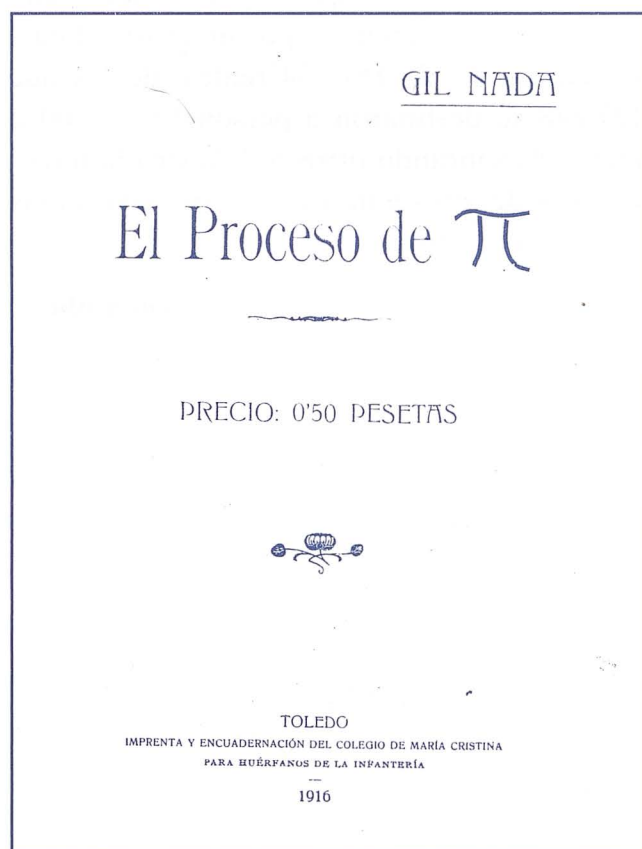 GIL NADA
El Proceso de π
PRECIO: 0'50 PESETAS
TOLEDO
IMPRENTA Y ENCUADERNACIÓN DEL COLEGIO DE MARÍA CRISTINA
PARA HUÉRFANOS DE LA INFANTERÍA
1916